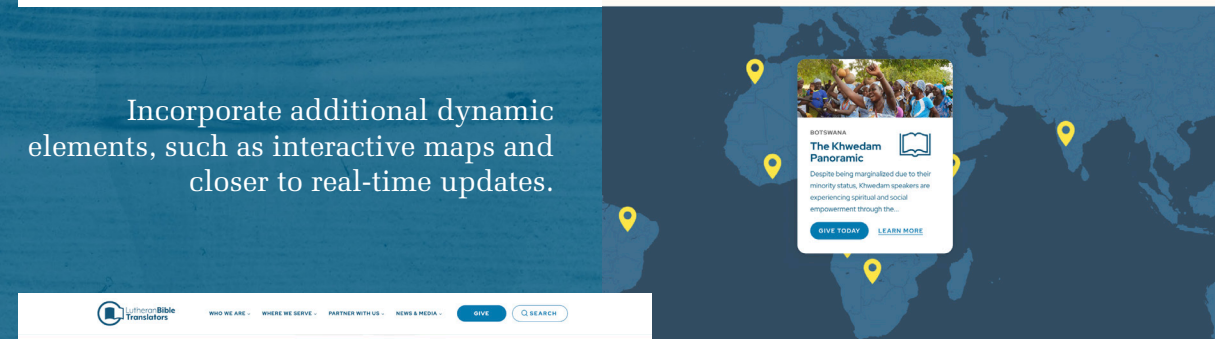 Incorporate additional dynamic
elements, such as interactive maps and
closer to real-time updates.
BOTSWANA
The Khwedam
Panoramic
Despite being marginalized due to their
minority status, Khwedam speakers are
experiencing spiritual and social
empowerment through the...
GIVE TODAY LEARN MORE
Lutheran Bible
Translators
WHO WE ARE WHERE WE SERVE PARTNER WITH US NEWS & MEDIA GIVE SEARCH